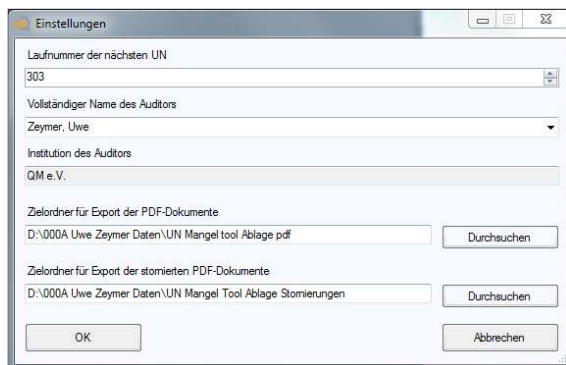 Einstellungen
Laufnummer der nächsten UN
303
Vollständiger Name des Auditors
Zeymer, Uwe
Institution des Auditors
QM e.V.
Zielordner für Export der PDF-Dokumente
D:\000A Uwe Zeymer Daten\UN Mangel tool Ablage pdf
Durchsuchen
Zielordner für Export der stornierten PDF-Dokumente
D:\000A Uwe Zeymer Daten\UN Mangel Tool Ablage Stornierungen
Durchsuchen
OK
Abbrechen